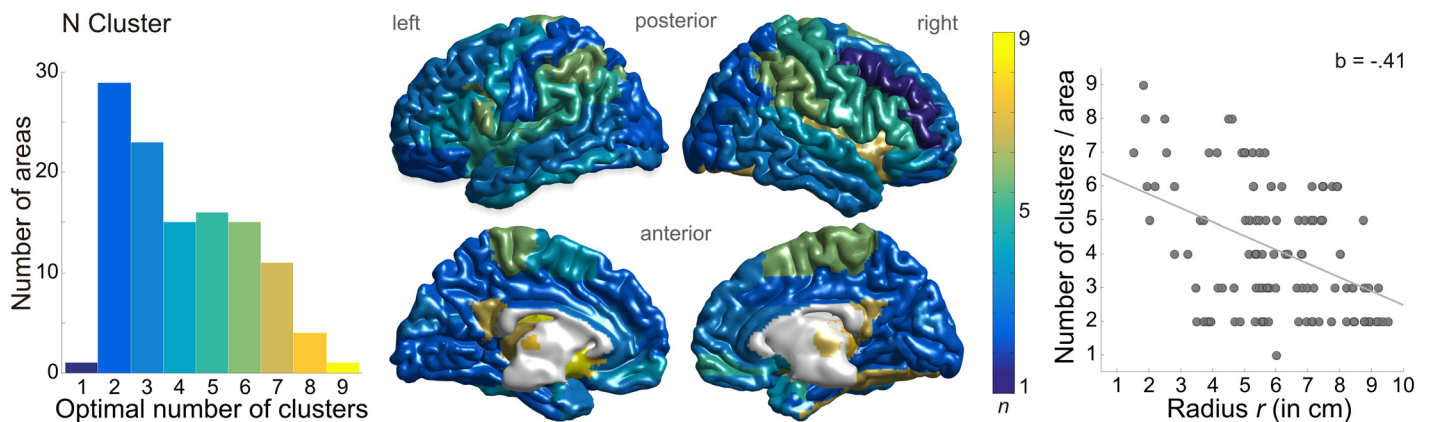 N Cluster
30
20
10
0
Number of areas
1 2 3 4 5 6 7 8 9
Optimal number of clusters
left posterior right
anterior
9
5
1
n
b = -.41
9
8
7
6
5
4
3
2
1
Number of clusters / area
1 2 3 4 5 6 7 8 9 10
Radius r (in cm)